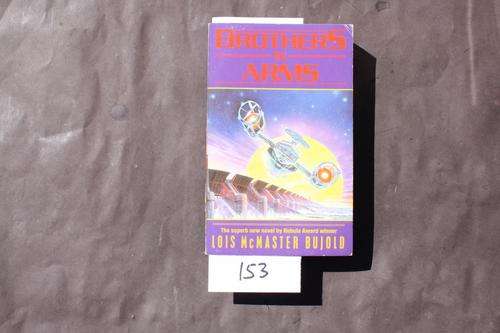 BROTHERS
IN
ARMS
The superb new novel by Nebula Award winner
LOIS McMASTER BUJOLD
153